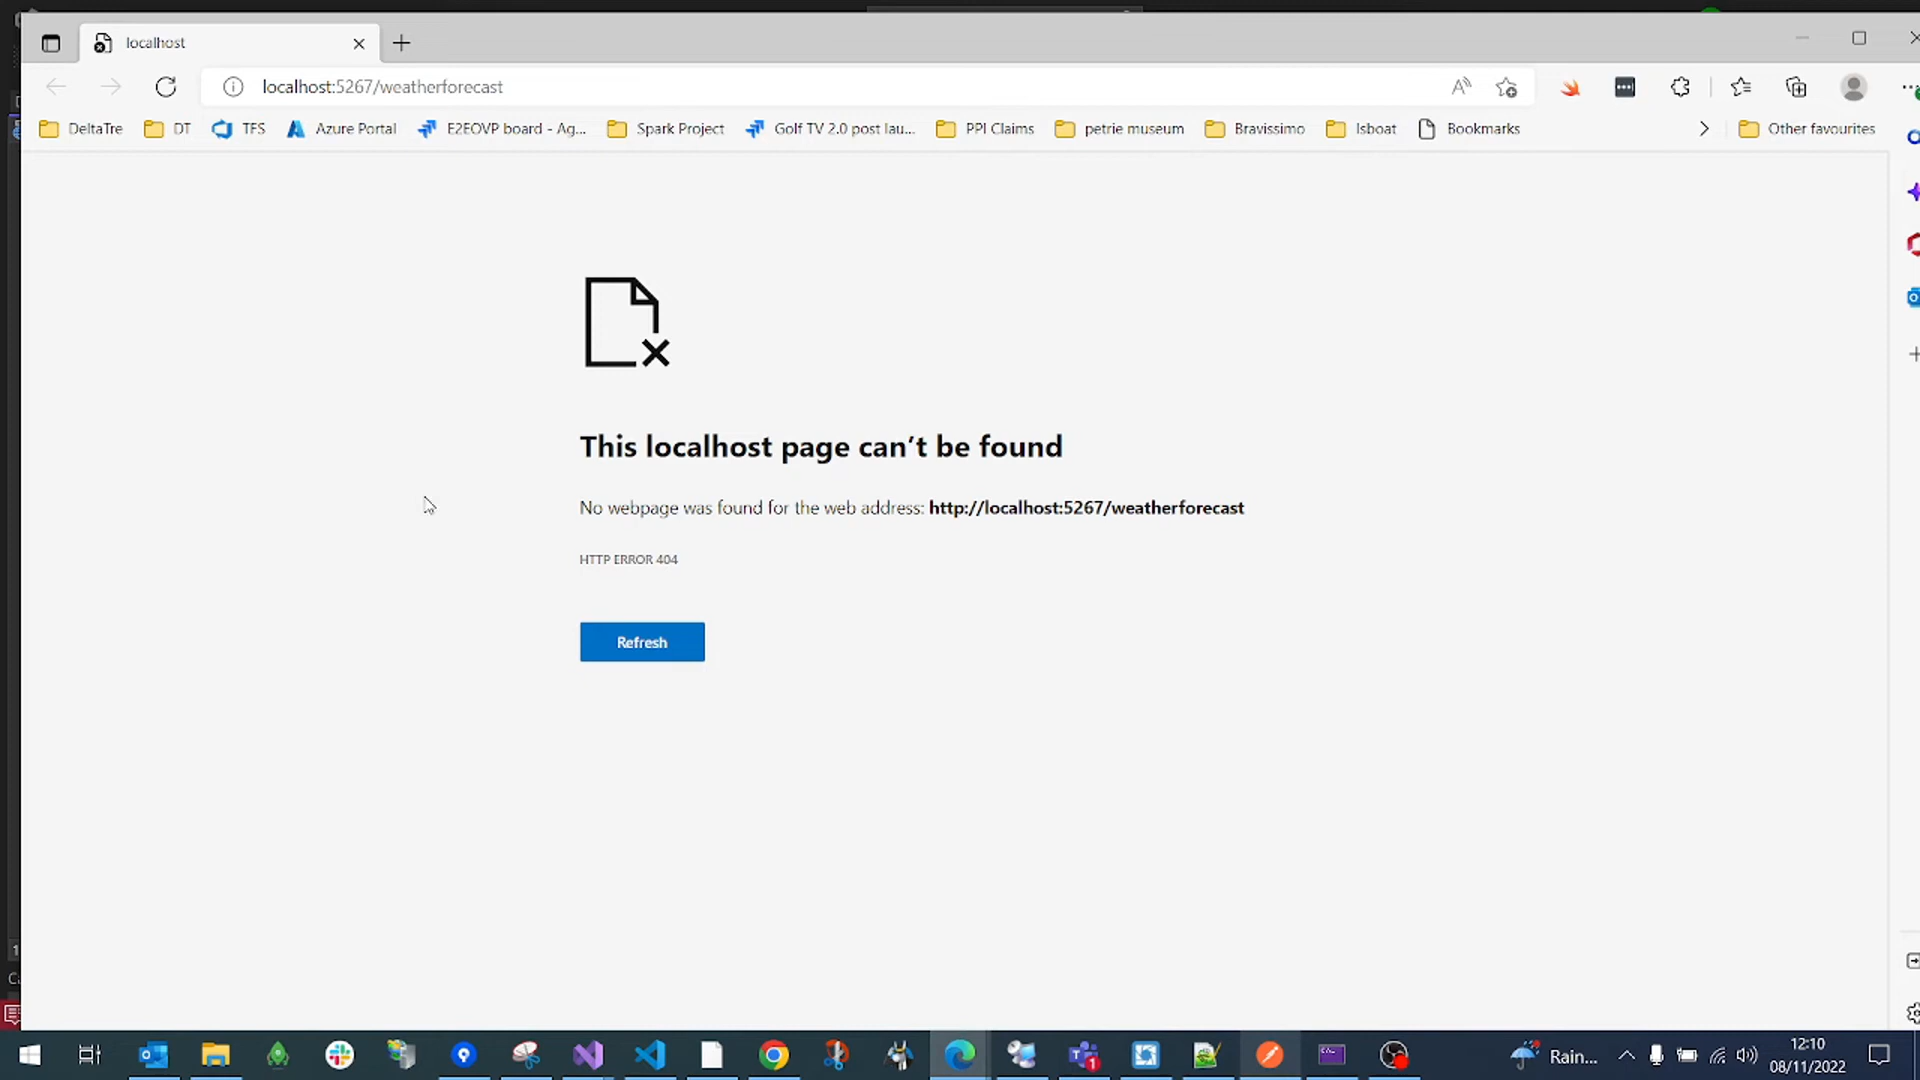 localhost
localhost:5267/weatherforecast
DeltaTre DT TFS Azure Portal E2EOVP board - Ag... Spark Project Golf TV 2.0 post lau... PPI Claims petrie museum Bravissimo Isboat Bookmarks Other favourites
This localhost page can’t be found
No webpage was found for the web address: http://localhost:5267/weatherforecast
HTTP ERROR 404
Refresh
Rain...
12:10
08/11/2022